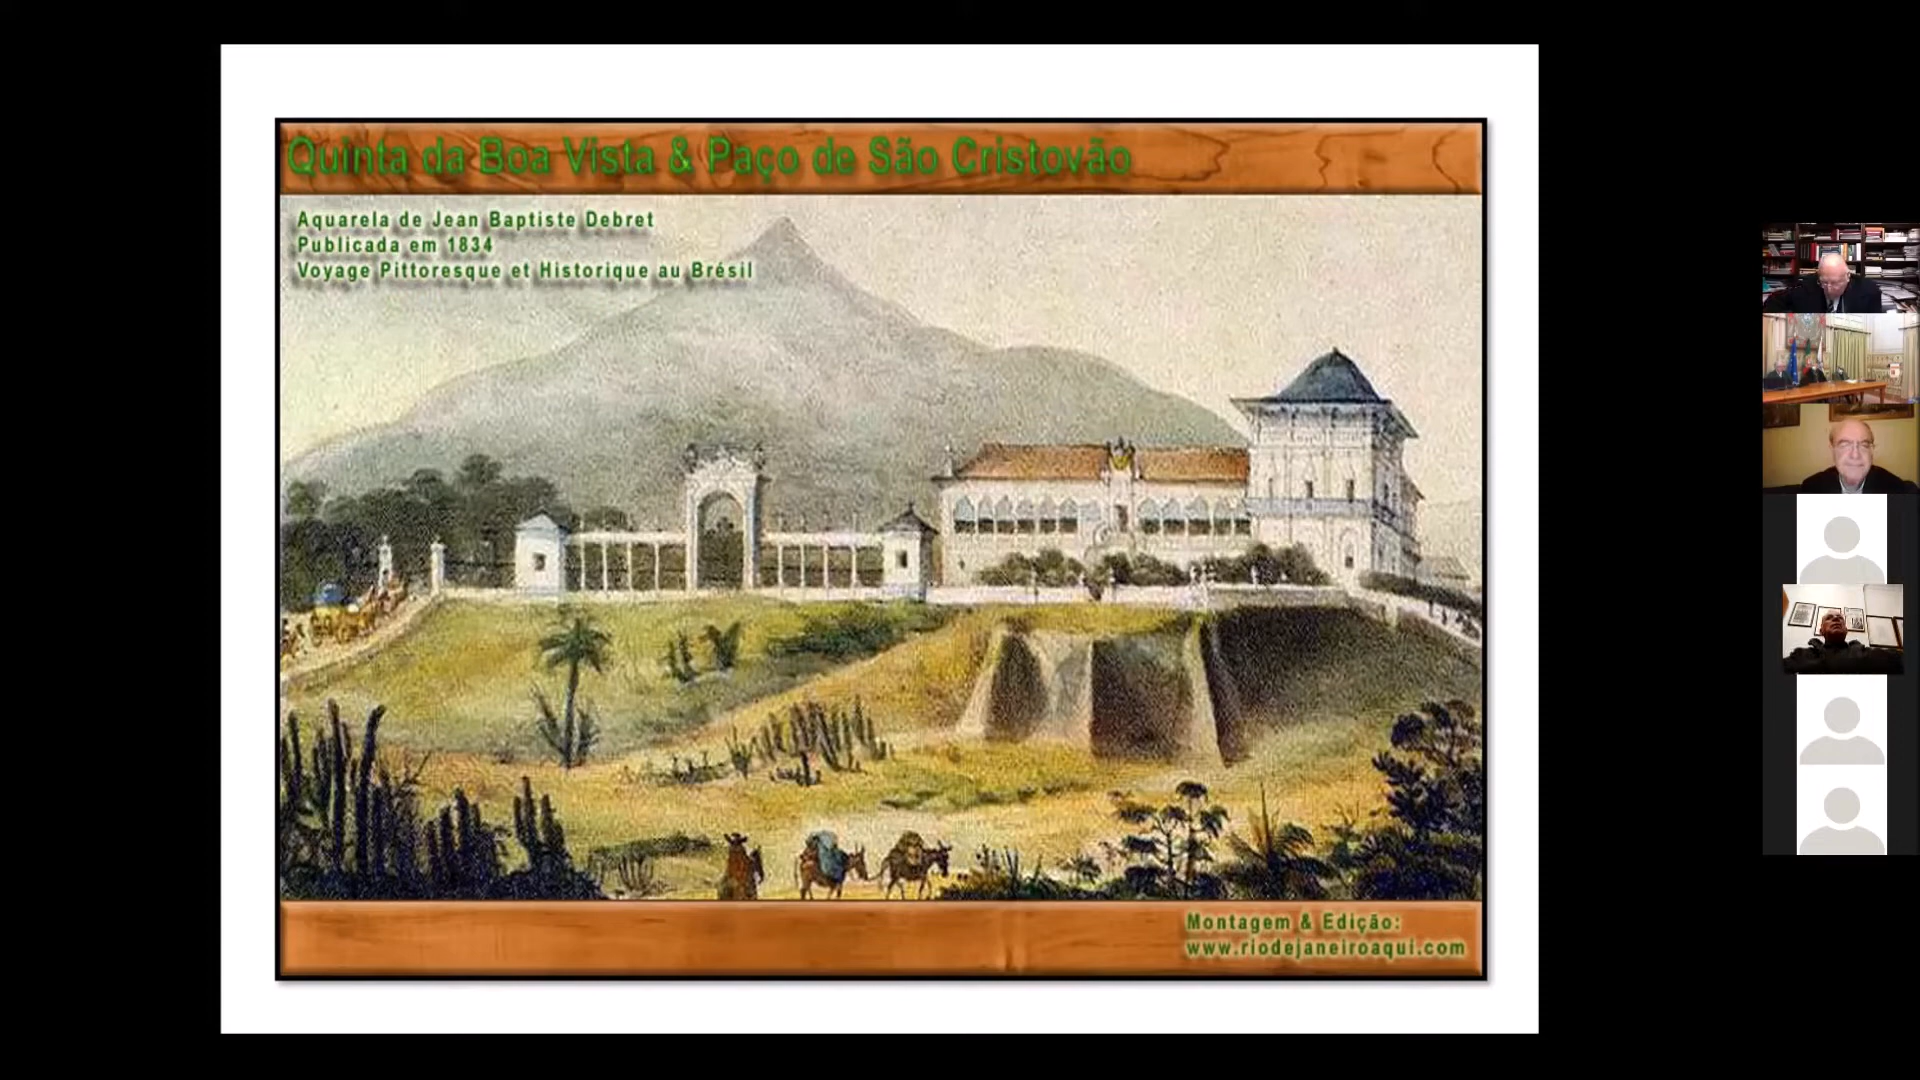 Quinta da Boa Vista & Paço de São Cristovão
Aquarela de Jean Baptiste Debret
Publicada em 1834
Voyage Pittoresque et Historique au Brésil
Montagem & Edição:
www.riodejaneiroaqui.com